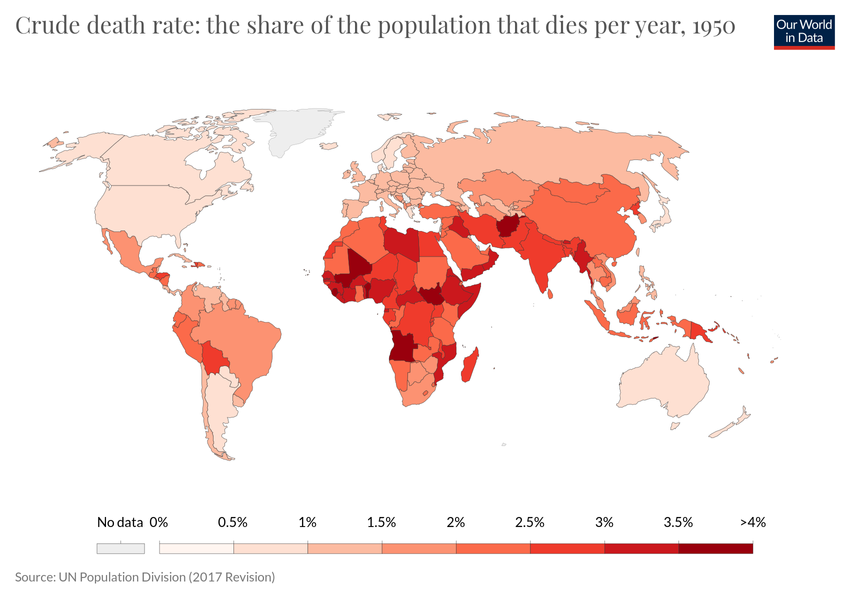 Crude death rate: the share of the population that dies per year, 1950
Our World
in Data
No data 0% 0.5% 1% 1.5% 2% 2.5% 3% 3.5% >4%
Source: UN Population Division (2017 Revision)